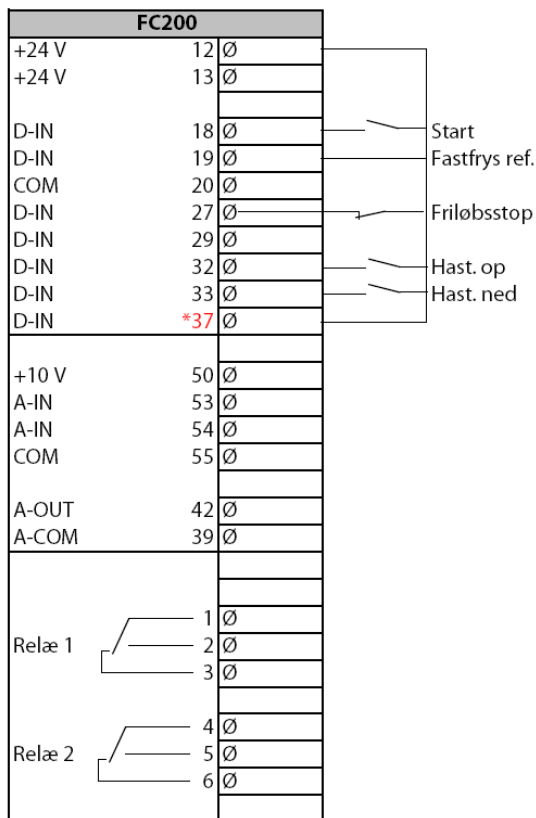 FC200
+24 V 12 Ø
+24 V 13 Ø
D-IN 18 Ø Start
D-IN 19 Ø Fastfrys ref.
COM 20 Ø
D-IN 27 Ø Friløbsstop
D-IN 29 Ø
D-IN 32 Ø Hast. op
D-IN 33 Ø Hast. ned
D-IN *37 Ø
+10 V 50 Ø
A-IN 53 Ø
A-IN 54 Ø
COM 55 Ø
A-OUT 42 Ø
A-COM 39 Ø
1 Ø
Relæ 1 2 Ø
3 Ø
4 Ø
Relæ 2 5 Ø
6 Ø